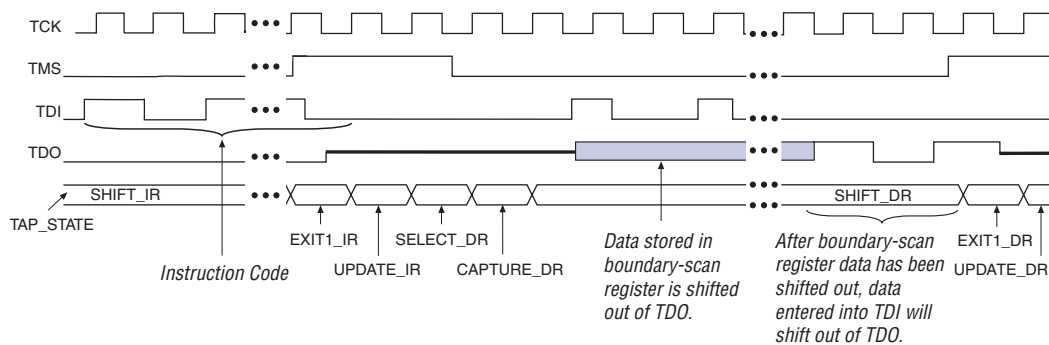 TCK
TMS
TDI
TDO
SHIFT_IR
SHIFT_DR
TAP_STATE
EXIT1_IR
SELECT_DR
UPDATE_IR
CAPTURE_DR
Instruction Code
Data stored in
boundary-scan
register is shifted
out of TDO.
After boundary-scan
register data has been
shifted out, data
entered into TDI will
shift out of TDO.
EXIT1_DR
UPDATE_DR